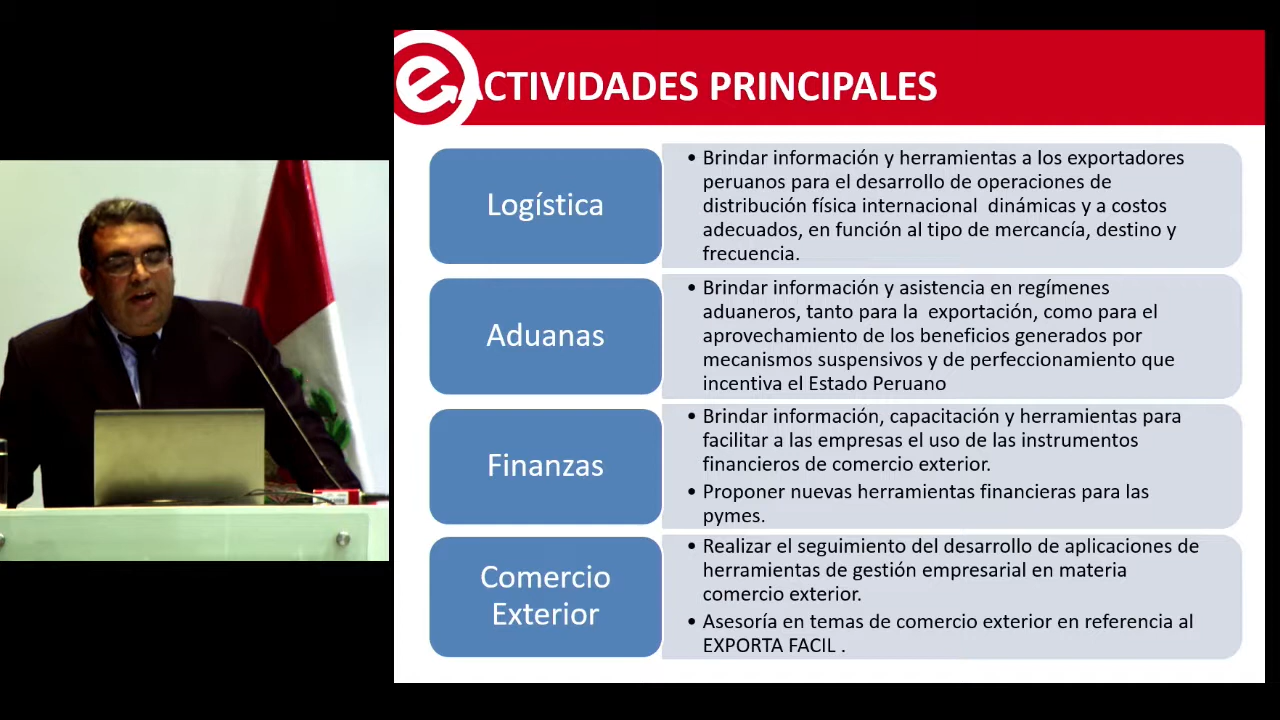 ACTIVIDADES PRINCIPALES
Logística
• Brindar información y herramientas a los exportadores
peruanos para el desarrollo de operaciones de
distribución física internacional dinámicas y a costos
adecuados, en función al tipo de mercancía, destino y
frecuencia.
Aduanas
• Brindar información y asistencia en regímenes
aduaneros, tanto para la exportación, como para el
aprovechamiento de los beneficios generados por
mecanismos suspensivos y de perfeccionamiento que
incentiva el Estado Peruano
Finanzas
• Brindar información, capacitación y herramientas para
facilitar a las empresas el uso de las instrumentos
financieros de comercio exterior.
• Proponer nuevas herramientas financieras para las
pymes.
Comercio
Exterior
• Realizar el seguimiento del desarrollo de aplicaciones de
herramientas de gestión empresarial en materia
comercio exterior.
• Asesoría en temas de comercio exterior en referencia al
EXPORTA FACIL .